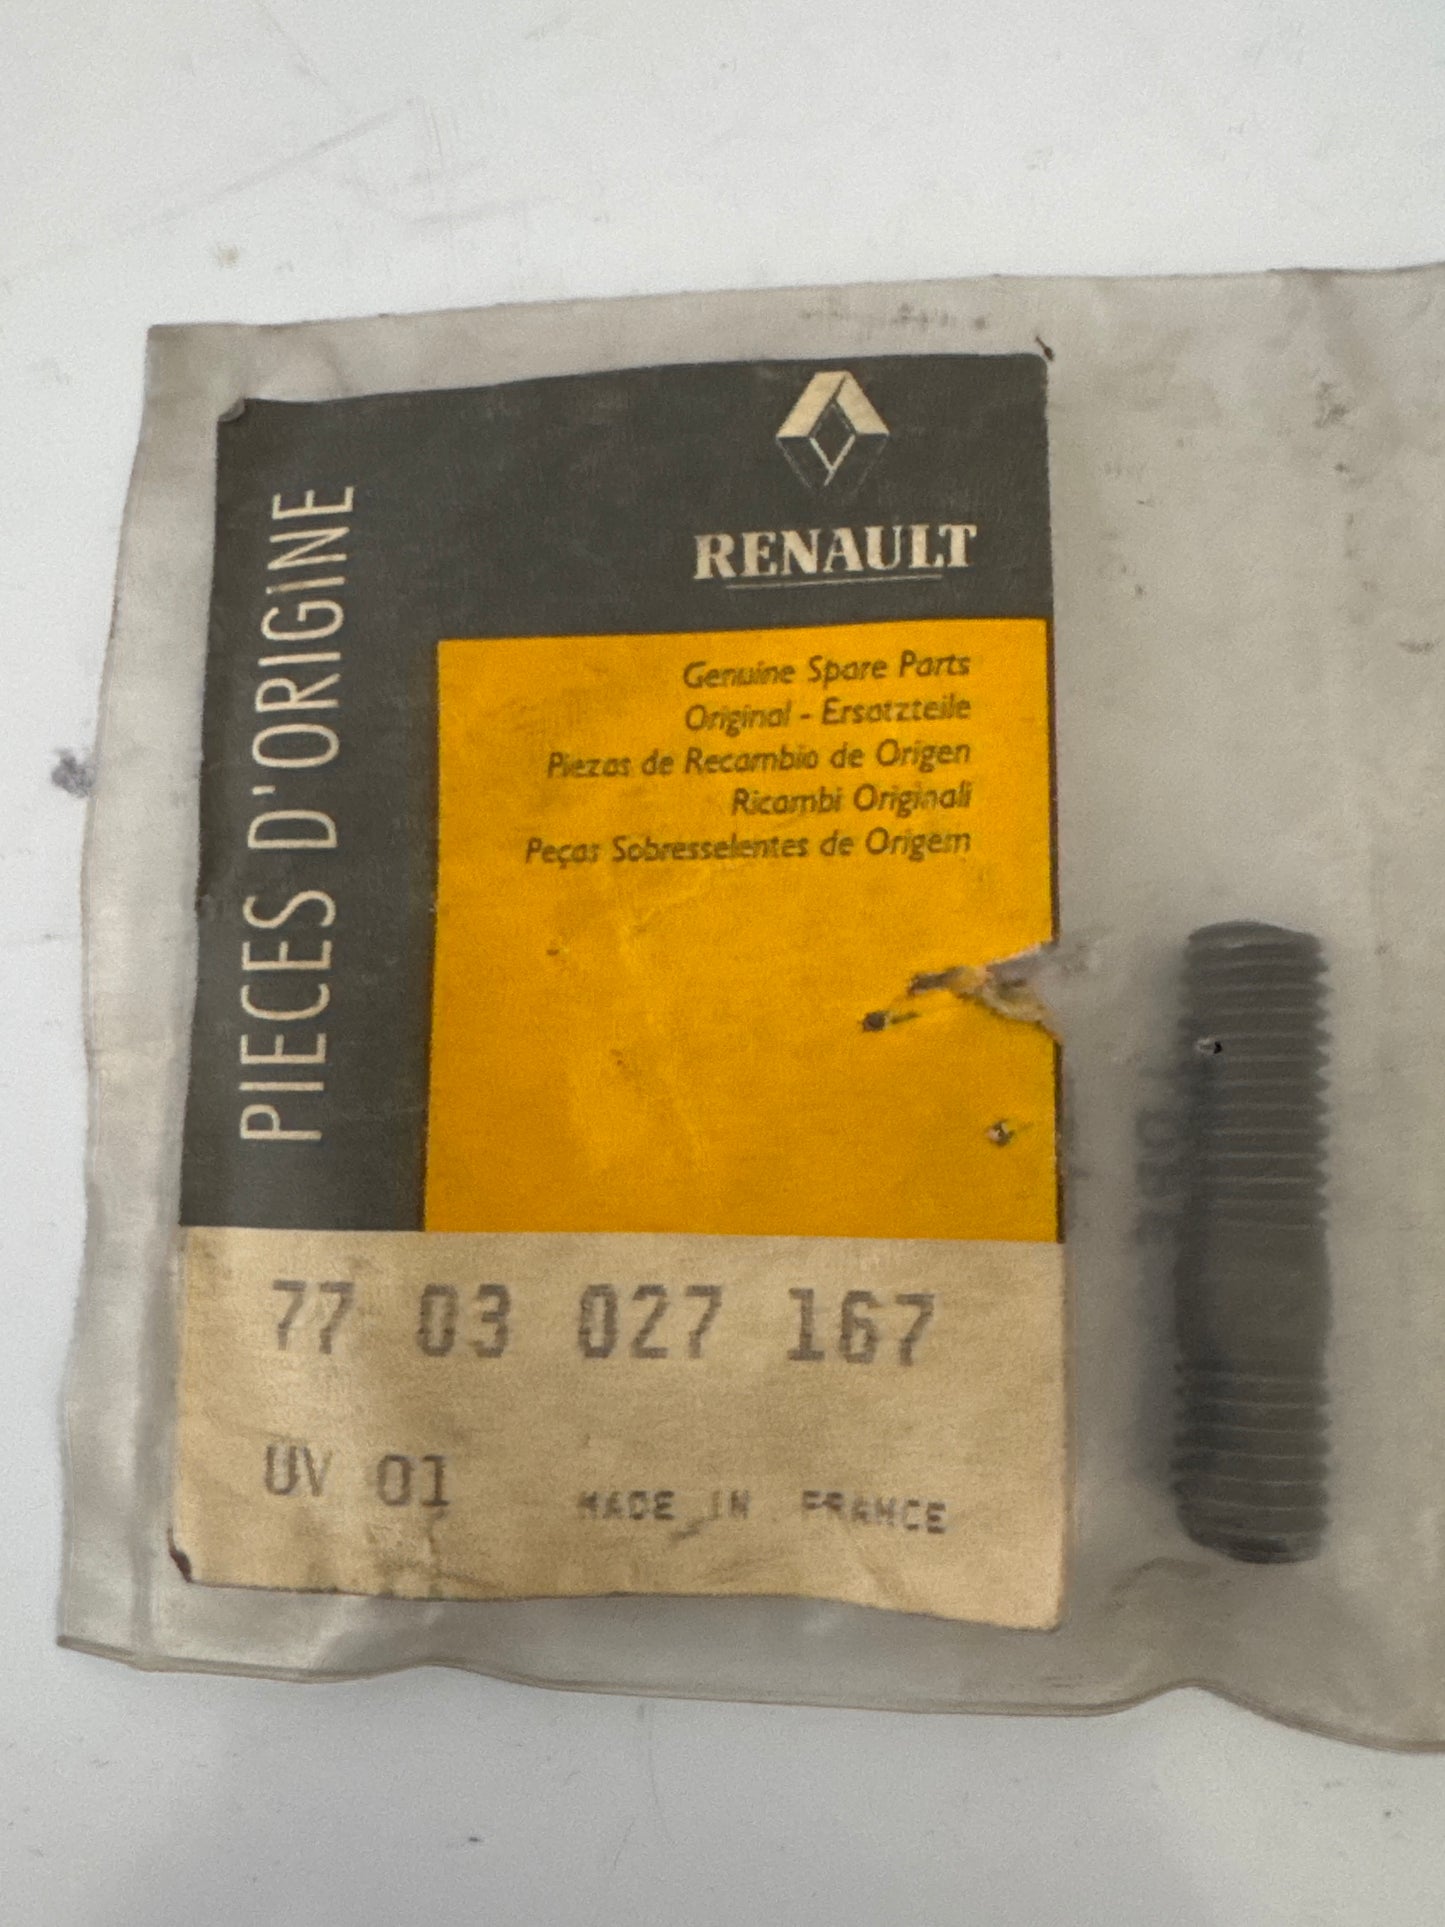 PIECES D'ORIGINE
RENAULT
Genuine Spare Parts
Original - Ersatzteile
Piezas de Recambio de Origen
Ricambi Originali
Peças Sobresselentes de Origem
77 03 027 167
UV 01 MADE IN FRANCE